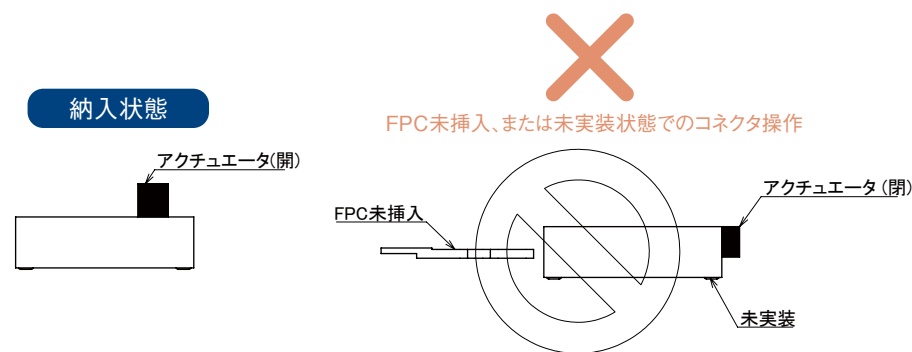 納入状態
FPC未挿入、または未実装状態でのコネクタ操作
アクチュエータ(開)
アクチュエータ(閉)
FPC未挿入
未実装